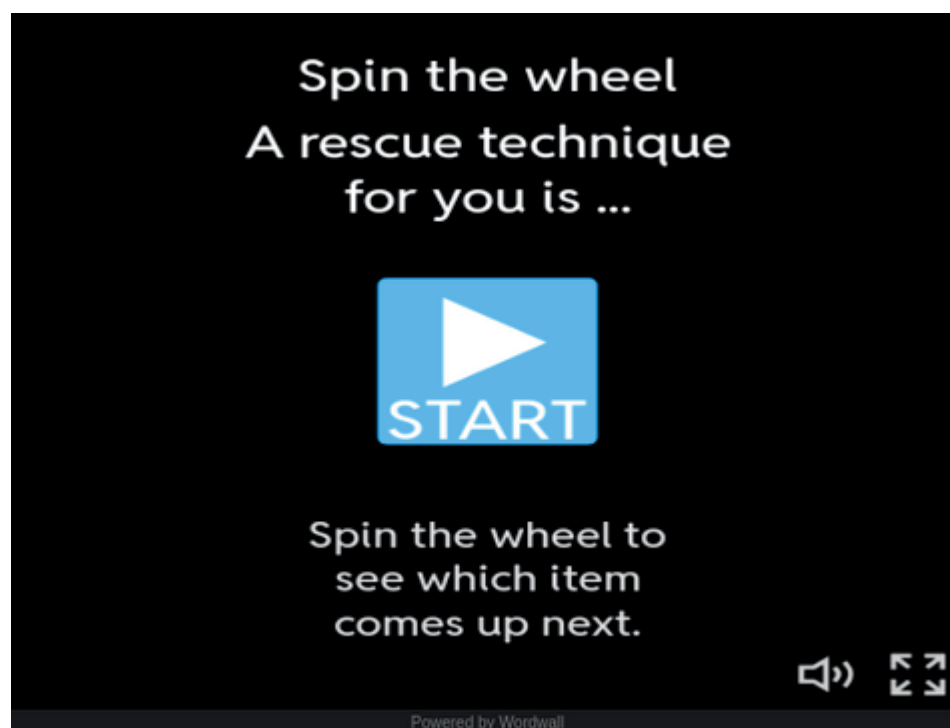 Spin the wheel
A rescue technique
for you is ...
START
Spin the wheel to
see which item
comes up next.
Powered by Wordwall